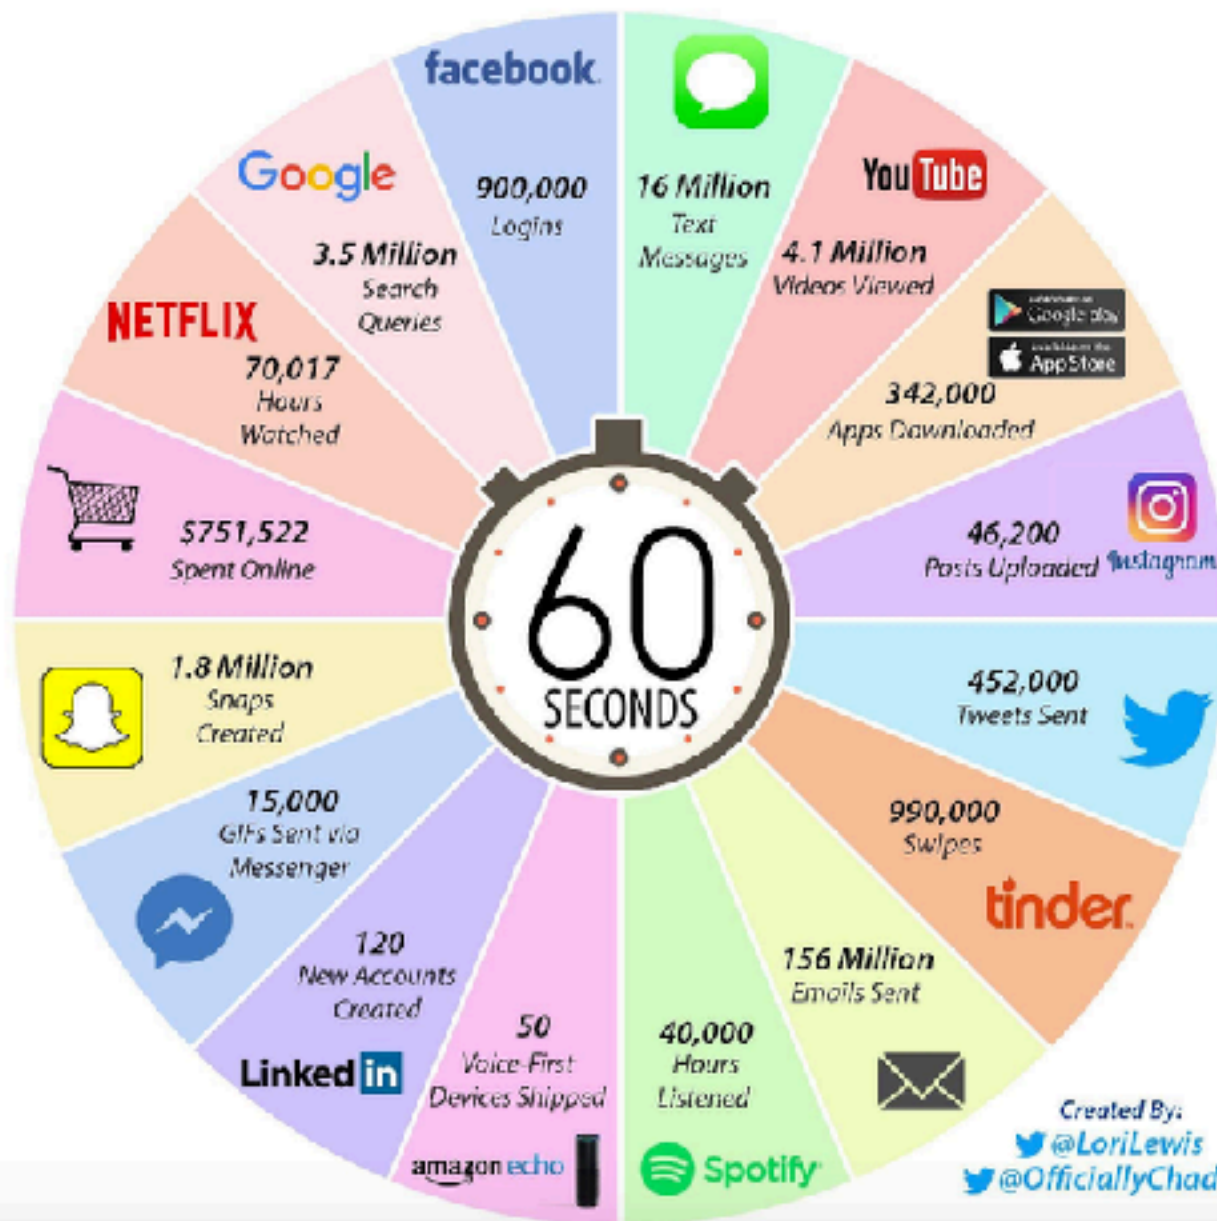 facebook
900,000
Logins
16 Million
Text
Messages
YouTube
4.1 Million
Videos Viewed
Google play
App Store
342,000
Apps Downloaded
Instagram
46,200
Posts Uploaded
452,000
Tweets Sent
990,000
Swipes
tinder
156 Million
Emails Sent
40,000
Hours
Listened
Spotify
50
Voice-First
Devices Shipped
amazon echo
120
New Accounts
Created
Linked in
15,000
GIFs Sent via
Messenger
1.8 Million
Snaps
Created
$751,522
Spent Online
NETFLIX
70,017
Hours
Watched
Google
3.5 Million
Search
Queries
60
SECONDS
Created By:
@LoriLewis
@OfficiallyChad